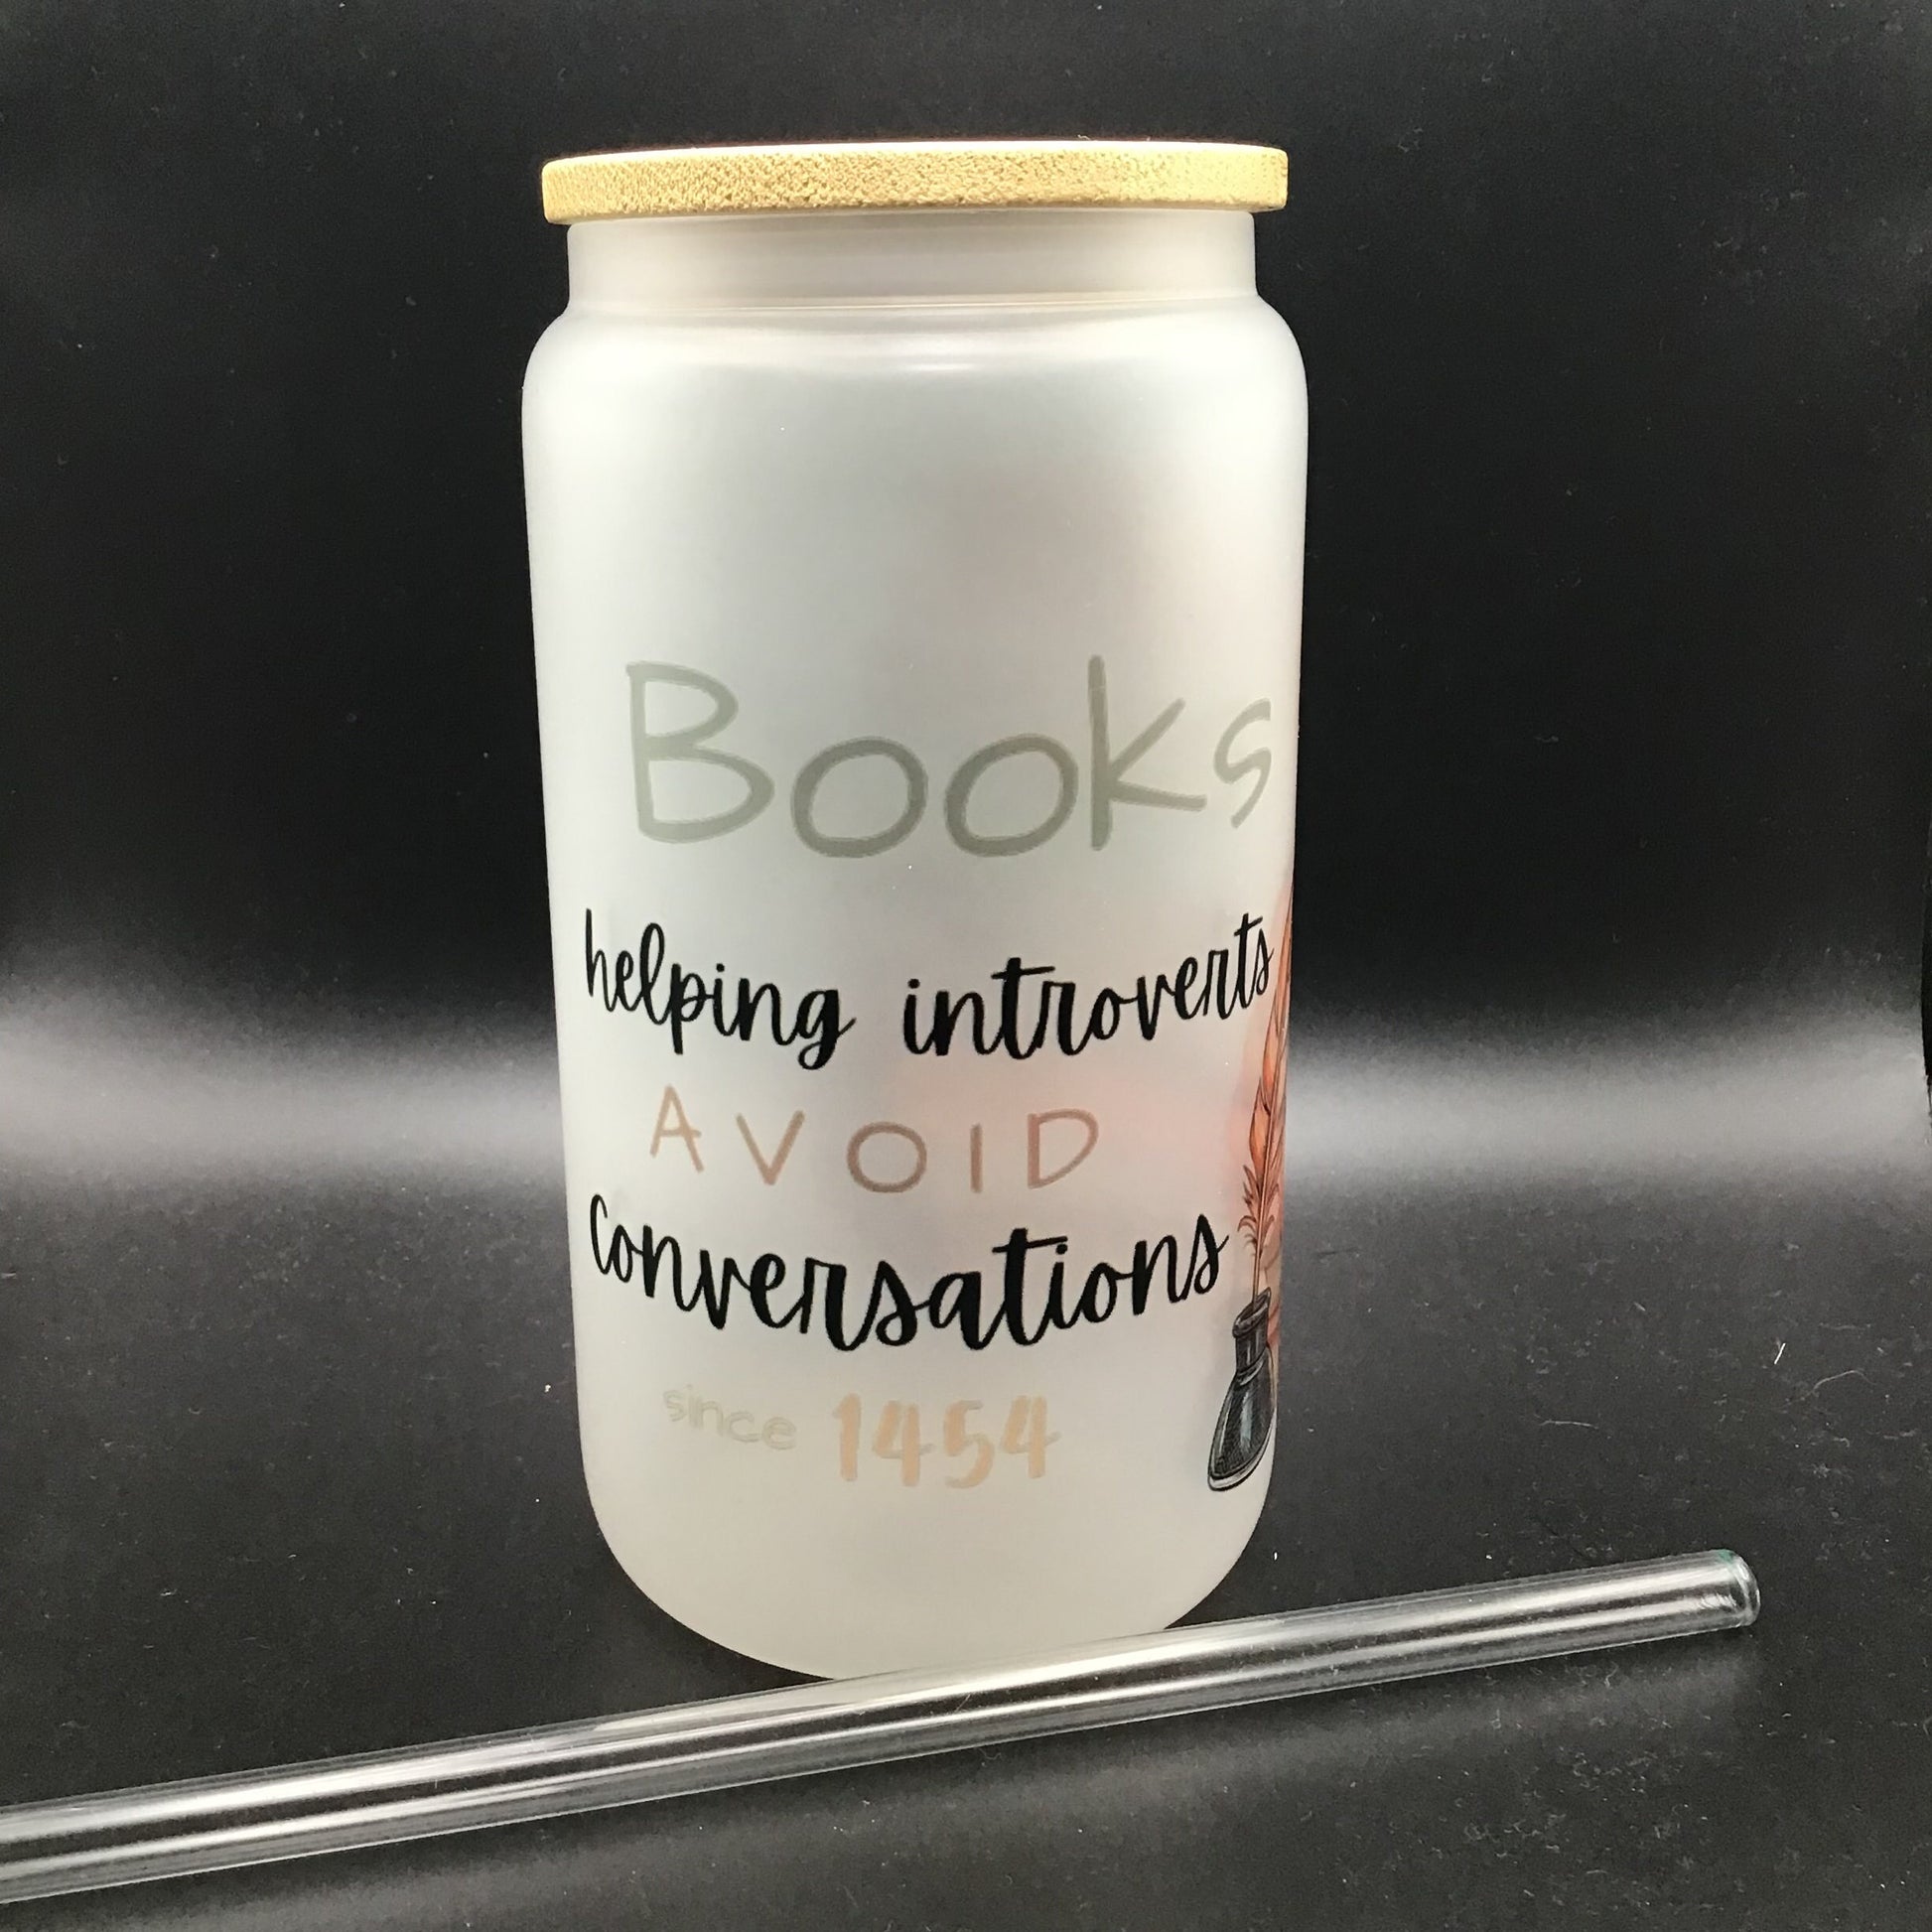 Books
helping introverts
AVOID
Conversations
since 1454